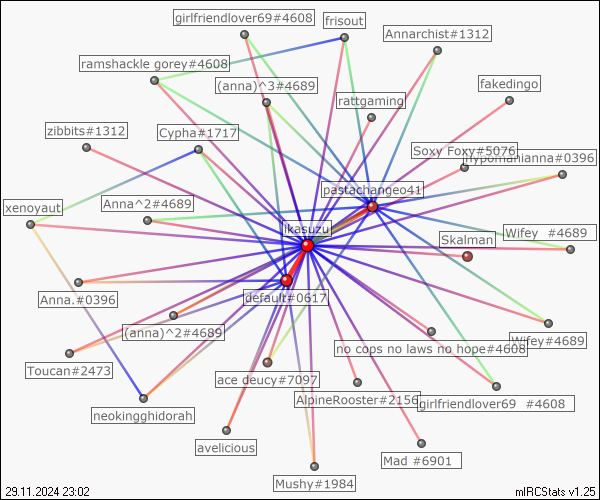 girlfriendlover69#4608
frisout
Annarchist#1312
ramshackle gorey#4608
(anna)^3#4689
fakedingo
rattgaming
zibbits#1312
Cypha#1717
Soxy Foxy#5076
hypomanianna#0396
pastachangeo41
xenoyaut
Anna^2#4689
ikasuzu
Skalman
Wifey #4689
Anna.#0396
default#0617
(anna)^2#4689
no cops no laws no hope#4608
Wifey#4689
Toucan#2473
ace deucy#7097
AlpineRooster#2156
girlfriendlover69 #4608
neokingghidorah
avelicious
Mad #6901
Mushy#1984
29.11.2024 23:02
mIRCStats v1.25